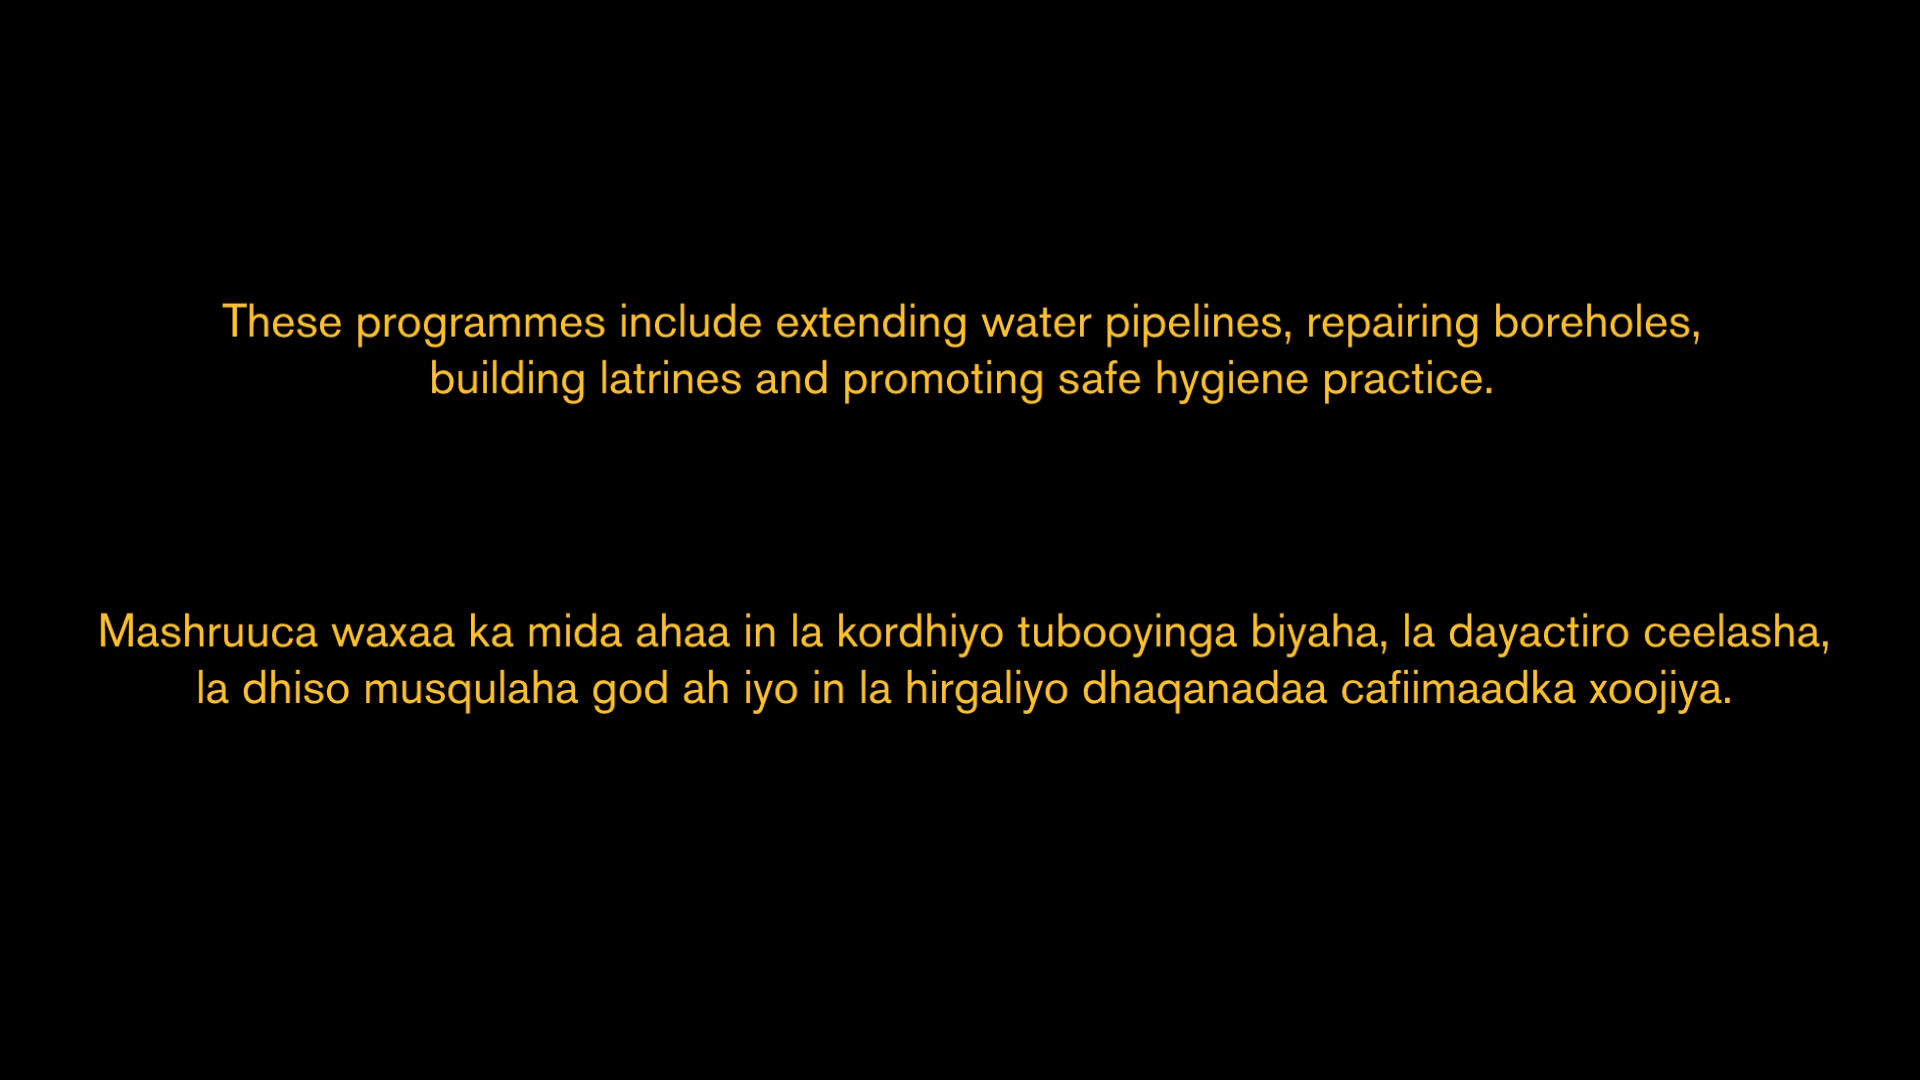 These programmes include extending water pipelines, repairing boreholes,
building latrines and promoting safe hygiene practice.
Mashruuca waxaa ka mida ahaa in la kordhiyo tubooyinga biyaha, la dayactiro ceelasha,
la dhiso musqulaha god ah iyo in la hirgaliyo dhaqanadaa cafiimaadka xoojiya.